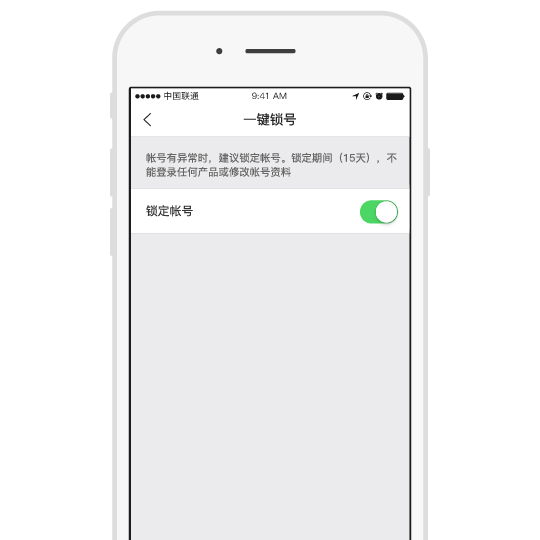 中国联通 9:41 AM
一键锁号
帐号有异常时，建议锁定帐号。锁定期间（15天），不
能登录任何产品或修改帐号资料
锁定帐号